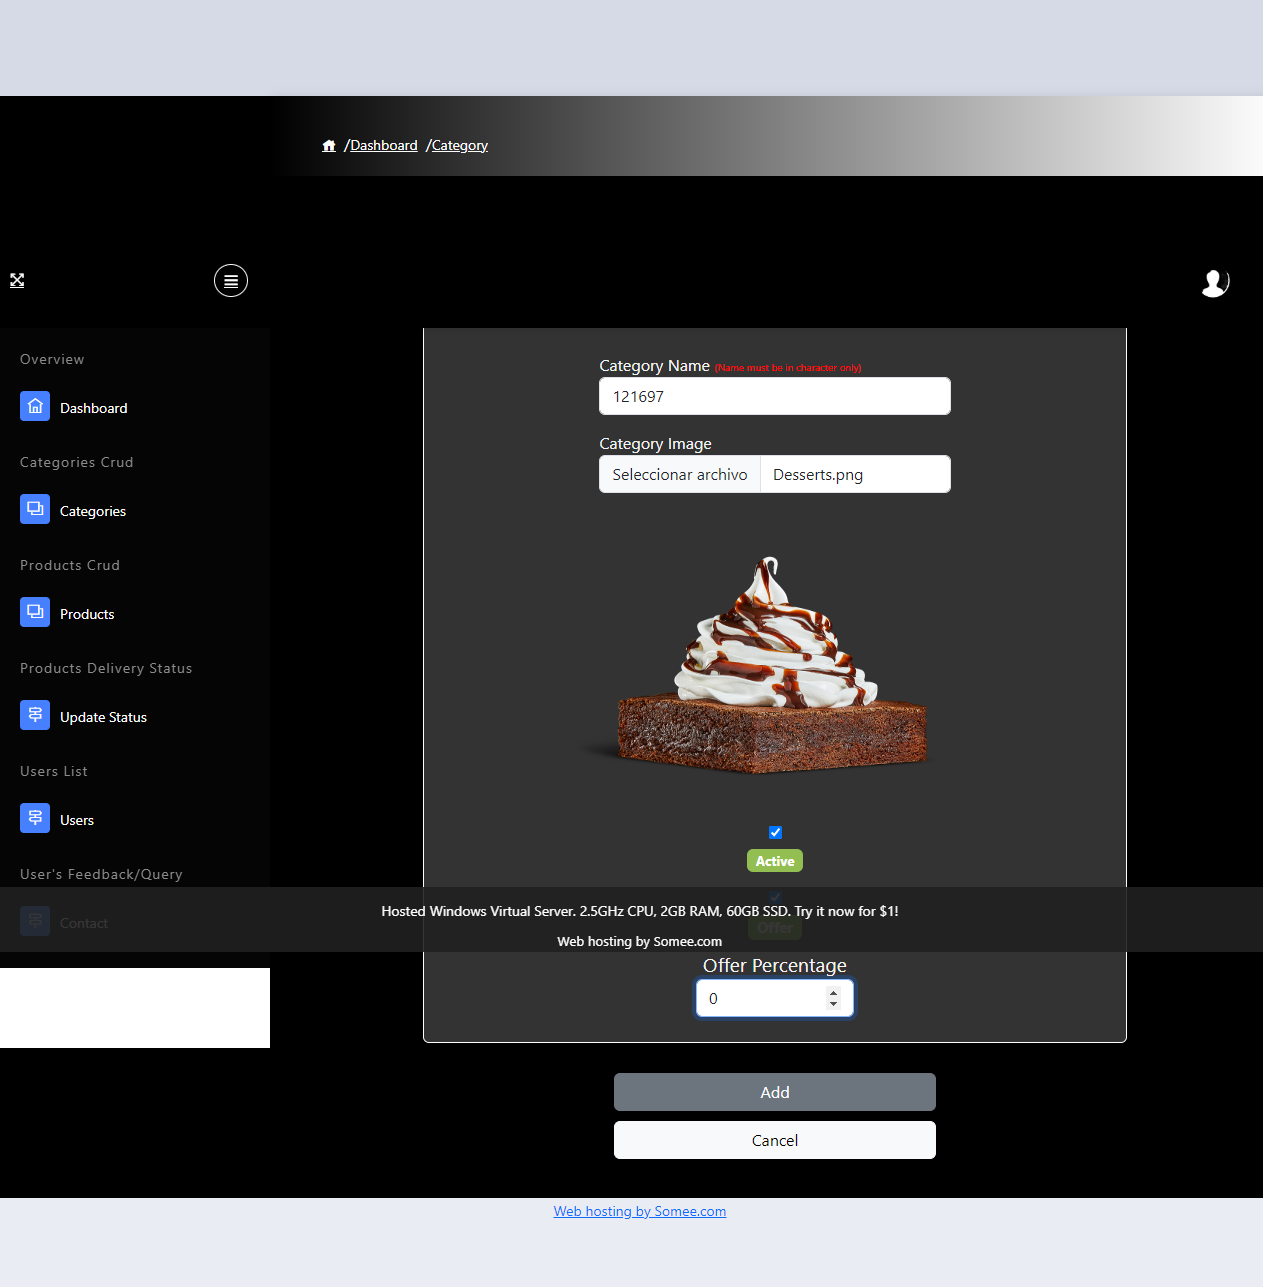 /Dashboard /Category
Overview
Dashboard
Categories Crud
Categories
Products Crud
Products
Products Delivery Status
Update Status
Users List
Users
User's Feedback/Query
Contact
Category Name (Name must be in character only)
121697
Category Image
Seleccionar archivo Desserts.png
Active
Offer
Hosted Windows Virtual Server. 2.5GHz CPU, 2GB RAM, 60GB SSD. Try it now for $1!
Web hosting by Somee.com
Offer Percentage
0
Add
Cancel
Web hosting by Somee.com